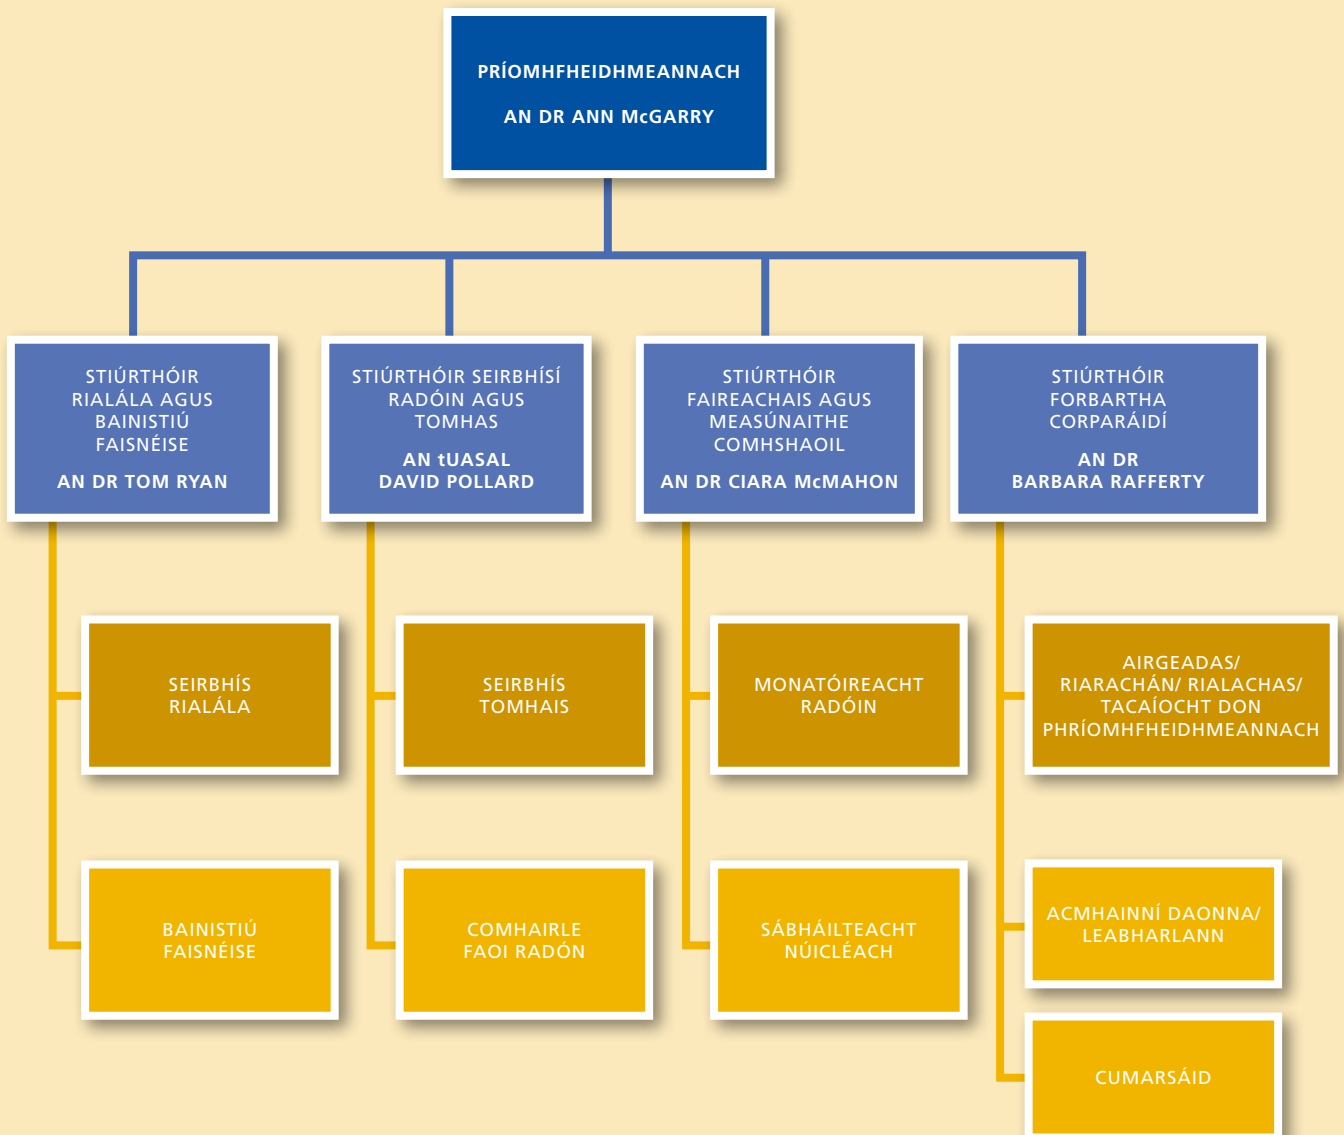 PRÍOMHFHEIDHMEANNACH
AN DR ANN McGARRY
STIÚRTHÓIR
RIALÁLA AGUS
BAINISTIÚ
FAISNÉISE
AN DR TOM RYAN
STIÚRTHÓIR SEIRBHÍSÍ
RADÓIN AGUS
TOMHAS
AN tUASAL
DAVID POLLARD
STIÚRTHÓIR
FAIREACHAIS AGUS
MEASÚNAITHE
COMHSHAOIL
AN DR CIARA McMAHON
STIÚRTHÓIR
FORBARTHA
CORPARÁIDÍ
AN DR
BARBARA RAFFERTY
SEIRBHÍS
RIALÁLA
SEIRBHÍS
TOMHAIS
MONATÓIREACHT
RADÓIN
AIRGEADAS/
RIARACHÁN/ RIALACHAS/
TACAÍOCHT DON
PHRÍOMHFHEIDHMEANNACH
BAINISTIÚ
FAISNÉISE
COMHAIRLE
FAOI RADÓN
SÁBHÁILTEACHT
NÚICLÉACH
ACMHAINNÍ DAONNA/
LEABHARLANN
CUMARSÁID